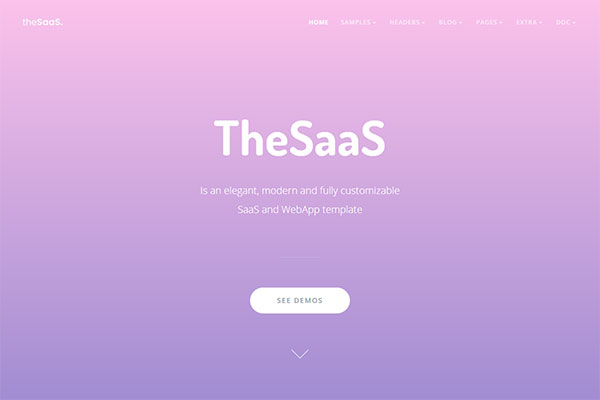 theSaaS.
HOME SAMPLES HEADERS BLOG PAGES EXTRA DOC
TheSaaS
Is an elegant, modern and fully customizable
SaaS and WebApp template
SEE DEMOS